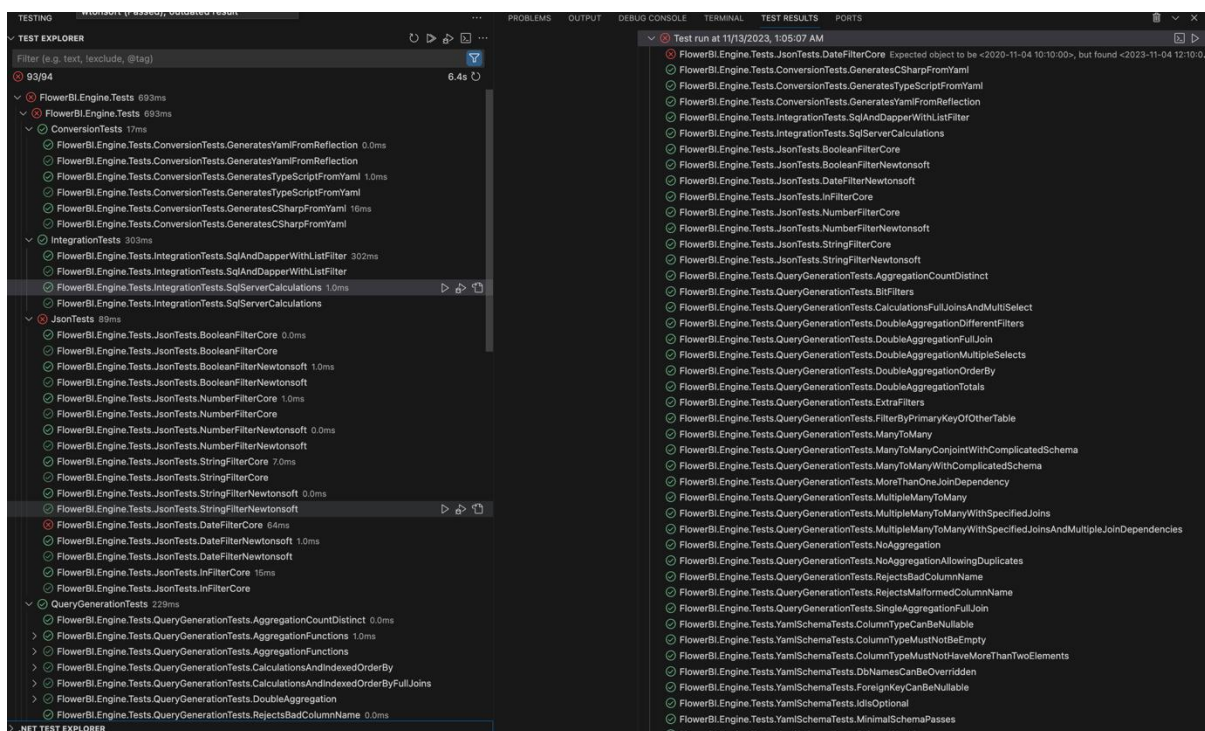 wtonsoft (Passed), outdated result
TESTING
TEST EXPLORER
Filter (e.g. text, !exclude, @tag)
93/94
6.4s
FlowerBI.Engine.Tests 693ms
FlowerBI.Engine.Tests 693ms
ConversionTests 17ms
FlowerBI.Engine.Tests.ConversionTests.GeneratesYamlFromReflection 0.0ms
FlowerBI.Engine.Tests.ConversionTests.GeneratesYamlFromReflection
FlowerBI.Engine.Tests.ConversionTests.GeneratesTypeScriptFromYaml 1.0ms
FlowerBI.Engine.Tests.ConversionTests.GeneratesTypeScriptFromYaml
FlowerBI.Engine.Tests.ConversionTests.GeneratesCSharpFromYaml 16ms
FlowerBI.Engine.Tests.ConversionTests.GeneratesCSharpFromYaml
IntegrationTests 303ms
FlowerBI.Engine.Tests.IntegrationTests.SqlAndDapperWithListFilter 302ms
FlowerBI.Engine.Tests.IntegrationTests.SqlAndDapperWithListFilter
FlowerBI.Engine.Tests.IntegrationTests.SqlServerCalculations 1.0ms
FlowerBI.Engine.Tests.IntegrationTests.SqlServerCalculations
JsonTests 89ms
FlowerBI.Engine.Tests.JsonTests.BooleanFilterCore 0.0ms
FlowerBI.Engine.Tests.JsonTests.BooleanFilterCore
FlowerBI.Engine.Tests.JsonTests.BooleanFilterNewtonsoft 1.0ms
FlowerBI.Engine.Tests.JsonTests.BooleanFilterNewtonsoft
FlowerBI.Engine.Tests.JsonTests.NumberFilterCore 1.0ms
FlowerBI.Engine.Tests.JsonTests.NumberFilterCore
FlowerBI.Engine.Tests.JsonTests.NumberFilterNewtonsoft 0.0ms
FlowerBI.Engine.Tests.JsonTests.NumberFilterNewtonsoft
FlowerBI.Engine.Tests.JsonTests.StringFilterCore 7.0ms
FlowerBI.Engine.Tests.JsonTests.StringFilterCore
FlowerBI.Engine.Tests.JsonTests.StringFilterNewtonsoft 0.0ms
FlowerBI.Engine.Tests.JsonTests.StringFilterNewtonsoft
FlowerBI.Engine.Tests.JsonTests.DateFilterCore 64ms
FlowerBI.Engine.Tests.JsonTests.DateFilterNewtonsoft 1.0ms
FlowerBI.Engine.Tests.JsonTests.DateFilterNewtonsoft
FlowerBI.Engine.Tests.JsonTests.InFilterCore 15ms
FlowerBI.Engine.Tests.JsonTests.InFilterCore
QueryGenerationTests 229ms
FlowerBI.Engine.Tests.QueryGenerationTests.AggregationCountDistinct 0.0ms
FlowerBI.Engine.Tests.QueryGenerationTests.AggregationFunctions 1.0ms
FlowerBI.Engine.Tests.QueryGenerationTests.AggregationFunctions
FlowerBI.Engine.Tests.QueryGenerationTests.CalculationsAndIndexedOrderBy
FlowerBI.Engine.Tests.QueryGenerationTests.CalculationsAndIndexedOrderByFullJoins
FlowerBI.Engine.Tests.QueryGenerationTests.DoubleAggregation
FlowerBI.Engine.Tests.QueryGenerationTests.RejectsBadColumnName 0.0ms
.NET TEST EXPLORER
PROBLEMS OUTPUT DEBUG CONSOLE TERMINAL TEST RESULTS PORTS
Test run at 11/13/2023, 1:05:07 AM
FlowerBI.Engine.Tests.JsonTests.DateFilterCore Expected object to be <2020-11-04 10:10:00>, but found <2023-11-04 12:10:0
FlowerBI.Engine.Tests.ConversionTests.GeneratesCSharpFromYaml
FlowerBI.Engine.Tests.ConversionTests.GeneratesTypeScriptFromYaml
FlowerBI.Engine.Tests.ConversionTests.GeneratesYamlFromReflection
FlowerBI.Engine.Tests.IntegrationTests.SqlAndDapperWithListFilter
FlowerBI.Engine.Tests.IntegrationTests.SqlServerCalculations
FlowerBI.Engine.Tests.JsonTests.BooleanFilterCore
FlowerBI.Engine.Tests.JsonTests.BooleanFilterNewtonsoft
FlowerBI.Engine.Tests.JsonTests.DateFilterNewtonsoft
FlowerBI.Engine.Tests.JsonTests.InFilterCore
FlowerBI.Engine.Tests.JsonTests.NumberFilterCore
FlowerBI.Engine.Tests.JsonTests.NumberFilterNewtonsoft
FlowerBI.Engine.Tests.JsonTests.StringFilterCore
FlowerBI.Engine.Tests.JsonTests.StringFilterNewtonsoft
FlowerBI.Engine.Tests.QueryGenerationTests.AggregationCountDistinct
FlowerBI.Engine.Tests.QueryGenerationTests.BitFilters
FlowerBI.Engine.Tests.QueryGenerationTests.CalculationsFullJoinsAndMultiSelect
FlowerBI.Engine.Tests.QueryGenerationTests.DoubleAggregationDifferentFilters
FlowerBI.Engine.Tests.QueryGenerationTests.DoubleAggregationFullJoin
FlowerBI.Engine.Tests.QueryGenerationTests.DoubleAggregationMultipleSelects
FlowerBI.Engine.Tests.QueryGenerationTests.DoubleAggregationOrderBy
FlowerBI.Engine.Tests.QueryGenerationTests.DoubleAggregationTotals
FlowerBI.Engine.Tests.QueryGenerationTests.ExtraFilters
FlowerBI.Engine.Tests.QueryGenerationTests.FilterByPrimaryKeyOfOtherTable
FlowerBI.Engine.Tests.QueryGenerationTests.ManyToMany
FlowerBI.Engine.Tests.QueryGenerationTests.ManyToManyConjointWithComplicatedSchema
FlowerBI.Engine.Tests.QueryGenerationTests.ManyToManyWithComplicatedSchema
FlowerBI.Engine.Tests.QueryGenerationTests.MoreThanOneJoinDependency
FlowerBI.Engine.Tests.QueryGenerationTests.MultipleManyToMany
FlowerBI.Engine.Tests.QueryGenerationTests.MultipleManyToManyWithSpecifiedJoins
FlowerBI.Engine.Tests.QueryGenerationTests.MultipleManyToManyWithSpecifiedJoinsAndMultipleJoinDependencies
FlowerBI.Engine.Tests.QueryGenerationTests.NoAggregation
FlowerBI.Engine.Tests.QueryGenerationTests.NoAggregationAllowingDuplicates
FlowerBI.Engine.Tests.QueryGenerationTests.RejectsBadColumnName
FlowerBI.Engine.Tests.QueryGenerationTests.RejectsMalformedColumnName
FlowerBI.Engine.Tests.QueryGenerationTests.SingleAggregationFullJoin
FlowerBI.Engine.Tests.YamlSchemaTests.ColumnTypeCanBeNullable
FlowerBI.Engine.Tests.YamlSchemaTests.ColumnTypeMustNotBeEmpty
FlowerBI.Engine.Tests.YamlSchemaTests.ColumnTypeMustNotHaveMoreThanTwoElements
FlowerBI.Engine.Tests.YamlSchemaTests.DbNamesCanBeOverridden
FlowerBI.Engine.Tests.YamlSchemaTests.ForeignKeyCanBeNullable
FlowerBI.Engine.Tests.YamlSchemaTests.IdIsOptional
FlowerBI.Engine.Tests.YamlSchemaTests.MinimalSchemaPasses